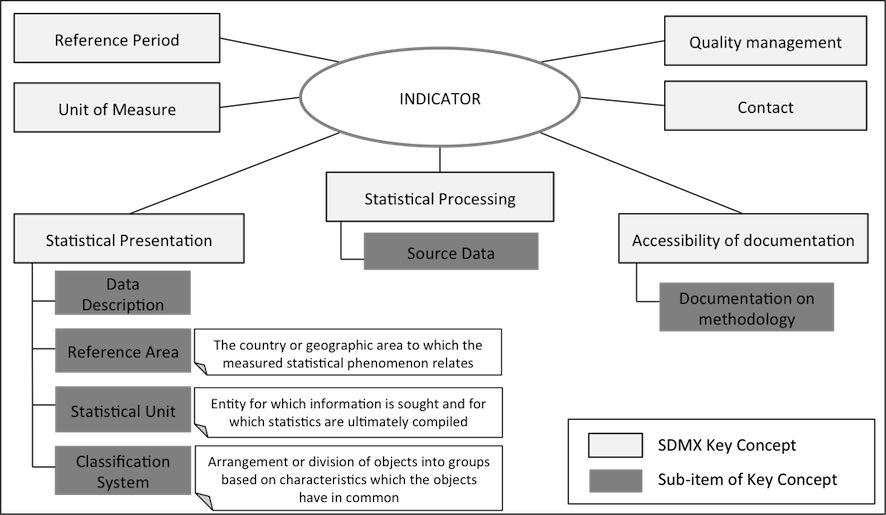 Reference Period
Quality management
INDICATOR
Unit of Measure
Contact
Statistical Processing
Source Data
Statistical Presentation
Data
Description
Reference Area
The country or geographic area to which the
measured statistical phenomenon relates
Statistical Unit
Entity for which information is sought and for
which statistics are ultimately compiled
Classification
System
Arrangement or division of objects into groups
based on characteristics which the objects
have in common
Accessibility of documentation
Documentation on
methodology
SDMX Key Concept
Sub-item of Key Concept